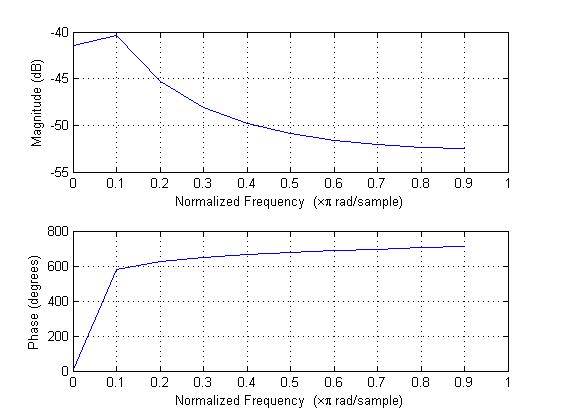 -40
-45
-50
-55
Magnitude (dB)
0 0.1 0.2 0.3 0.4 0.5 0.6 0.7 0.8 0.9 1
Normalized Frequency (×π rad/sample)
800
600
400
200
0
Phase (degrees)
0 0.1 0.2 0.3 0.4 0.5 0.6 0.7 0.8 0.9 1
Normalized Frequency (×π rad/sample)